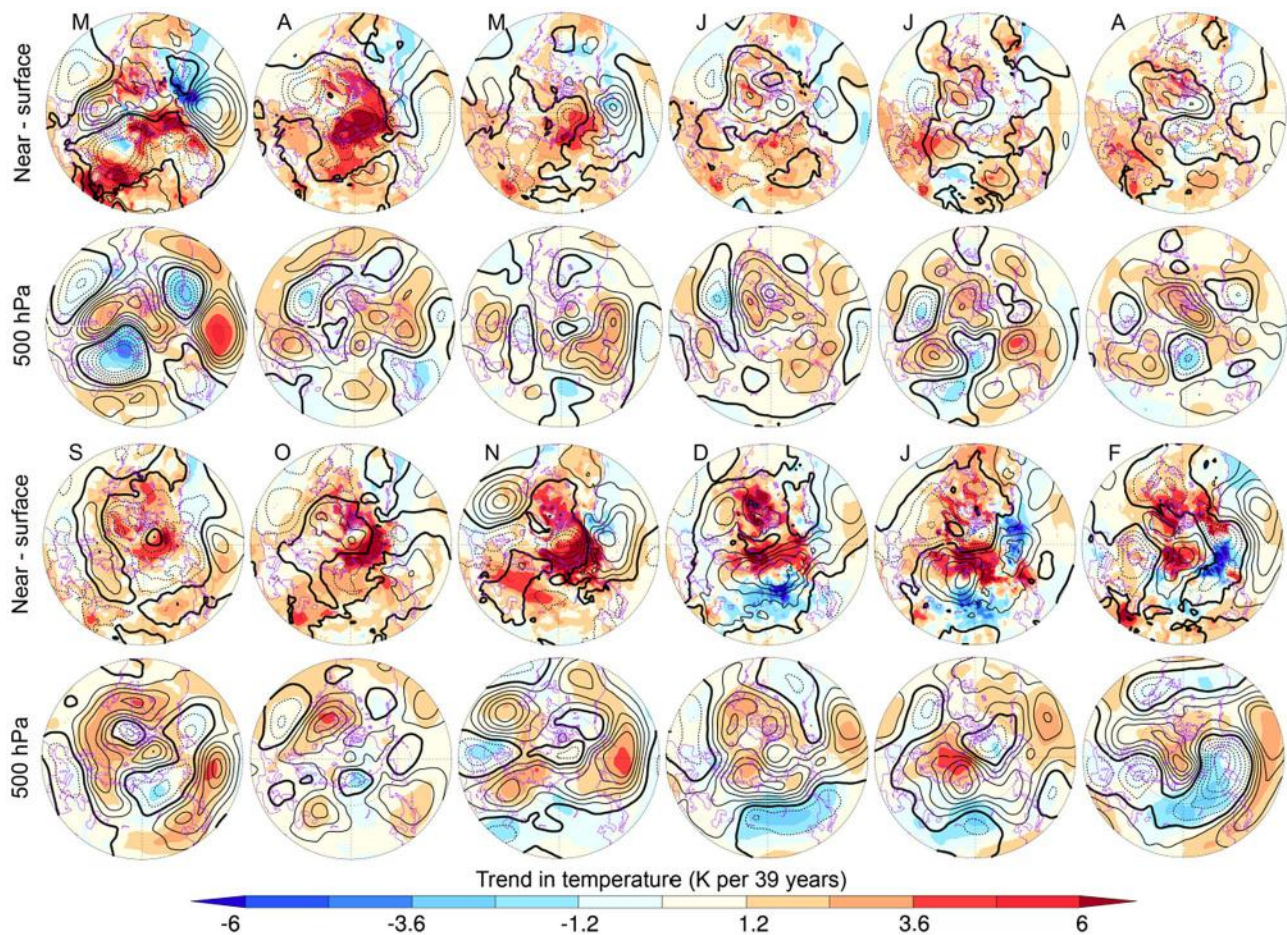 M A M J J A
Near - surface
500 hPa
S O N D J F
Near - surface
500 hPa
Trend in temperature (K per 39 years)
-6 -3.6 -1.2 1.2 3.6 6